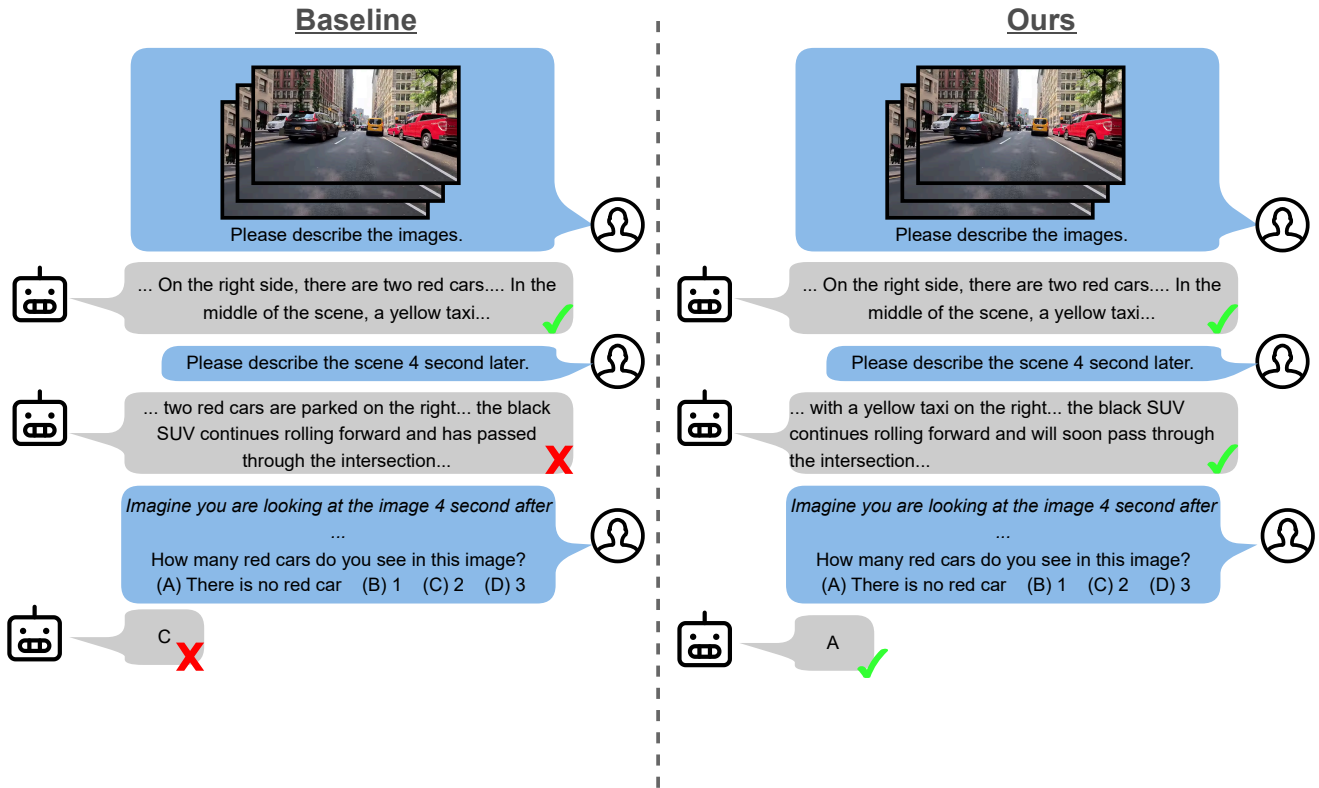 Baseline
Please describe the images.
... On the right side, there are two red cars.... In the
middle of the scene, a yellow taxi...
Please describe the scene 4 second later.
... two red cars are parked on the right... the black
SUV continues rolling forward and has passed
through the intersection...
Imagine you are looking at the image 4 second after
...
How many red cars do you see in this image?
(A) There is no red car (B) 1 (C) 2 (D) 3
C
X
X
Ours
Please describe the images.
... On the right side, there are two red cars.... In the
middle of the scene, a yellow taxi...
Please describe the scene 4 second later.
... with a yellow taxi on the right... the black SUV
continues rolling forward and will soon pass through
the intersection...
Imagine you are looking at the image 4 second after
...
How many red cars do you see in this image?
(A) There is no red car (B) 1 (C) 2 (D) 3
A